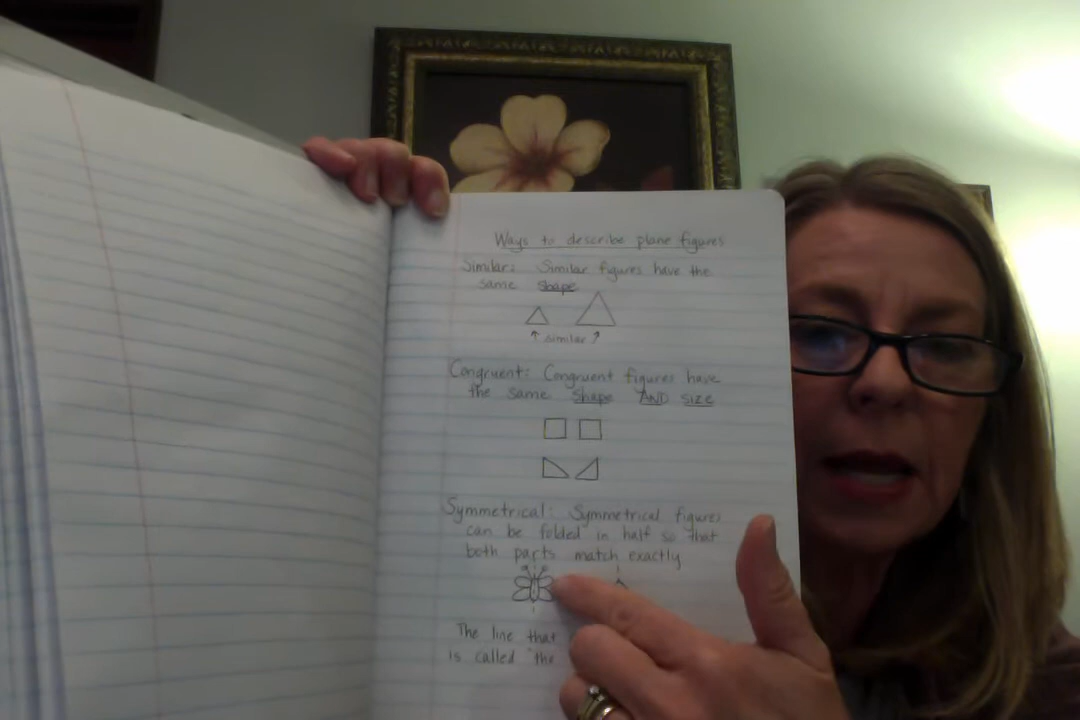 Ways to describe plane figures
Similar: Similar figures have the
same shape
↑ similar ↗
Congruent: Congruent figures have
the same shape AND size
Symmetrical: Symmetrical figures
can be folded in half so that
both parts match exactly
The line that
is called "the